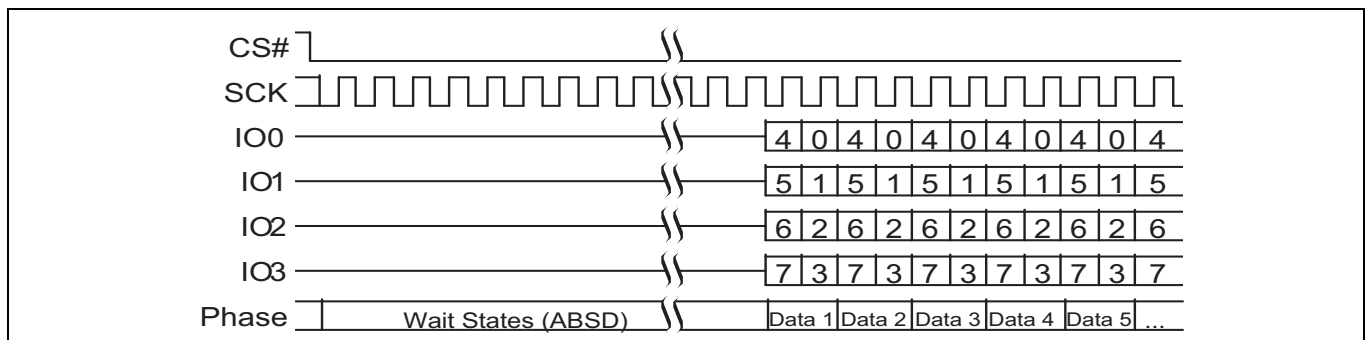 CS#
SCK
IO0 4 0 4 0 4 0 4 0 4 0 4
IO1 5 1 5 1 5 1 5 1 5 1 5
IO2 6 2 6 2 6 2 6 2 6 2 6
IO3 7 3 7 3 7 3 7 3 7 3 7
Phase Wait States (ABSD) Data 1 Data 2 Data 3 Data 4 Data 5 ...